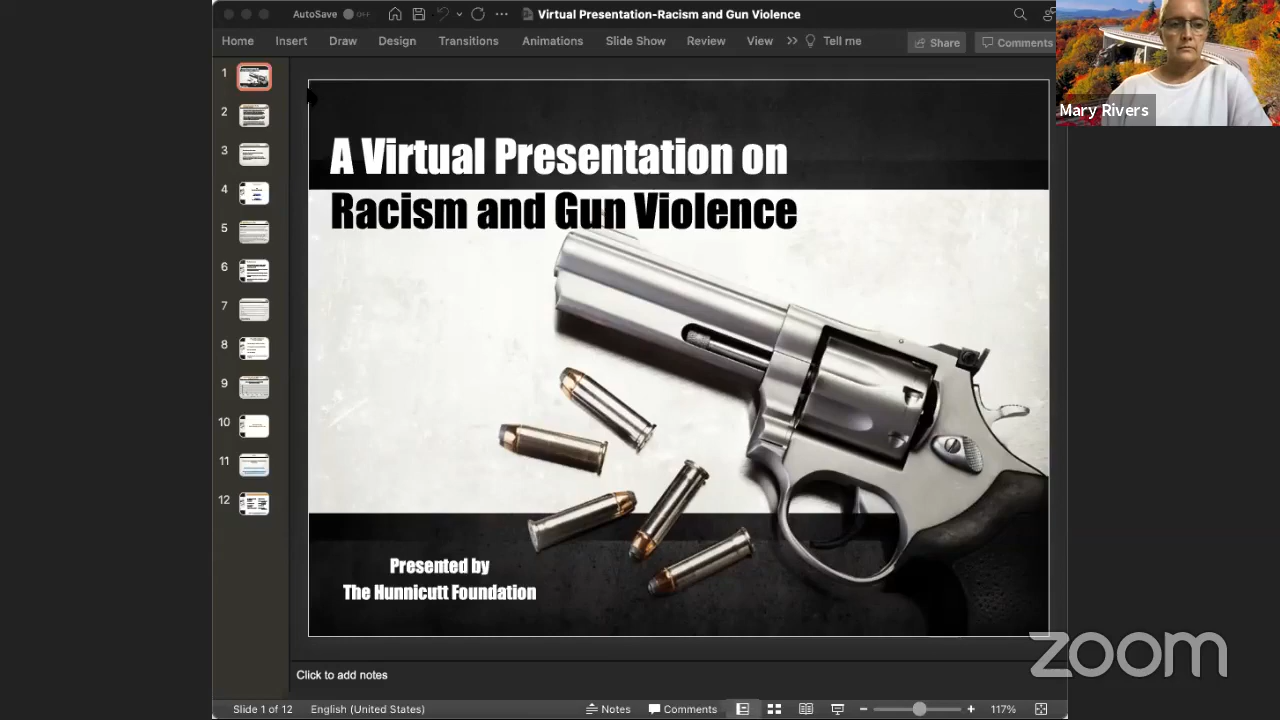 AutoSave OFF
Virtual Presentation-Racism and Gun Violence
Home Insert Draw Design Transitions Animations Slide Show Review View Tell me Share Comments
Mary Rivers
1
2
3
4
5
6
7
8
9
10
11
12
A Virtual Presentation on
Racism and Gun Violence
Presented by
The Hunnicutt Foundation
zoom
Click to add notes
Slide 1 of 12 English (United States) Notes Comments 117%